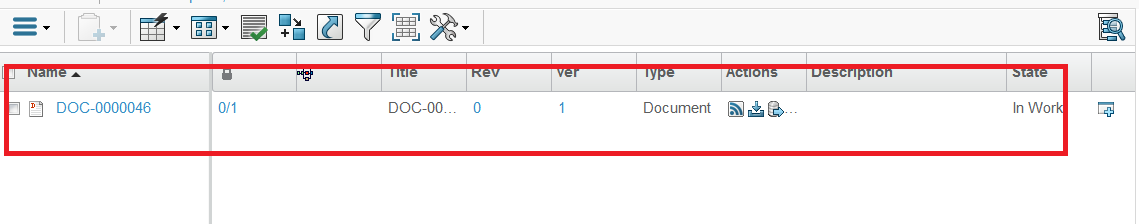 Name Title Rev Ver Type Actions Description State
DOC-0000046 0/1 DOC-00... 0 1 Document ... In Work